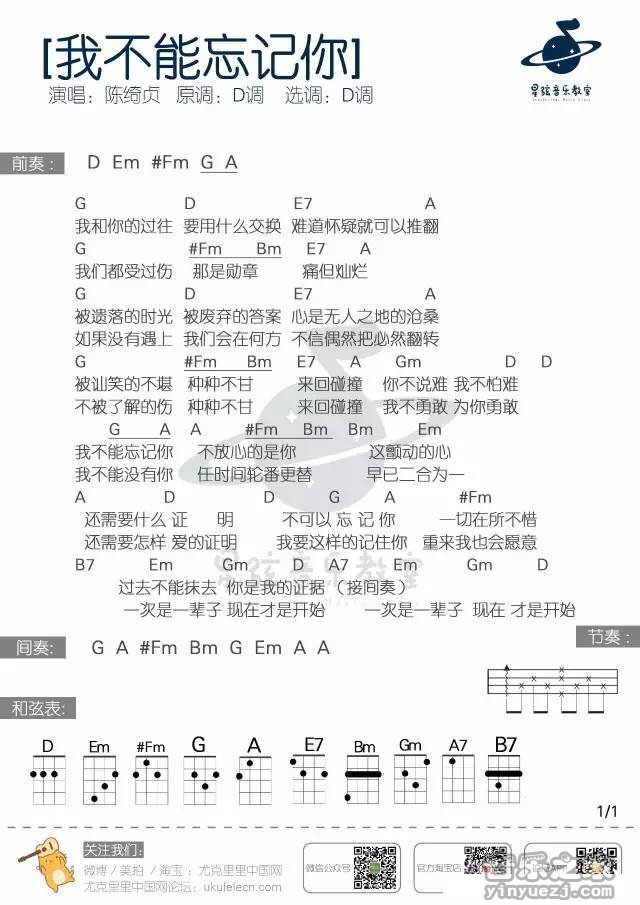 [我不能忘记你]
演唱：陈绮贞 原调：D调 选调：D调
星弦音乐教室
前奏： D Em #Fm G A
G D E7 A
我和你的过往 要用什么交换 难道怀疑就可以推翻
G #Fm Bm E7 A
我们都受过伤 那是勋章 痛但灿烂
G D E7 A
被遗落的时光 被废弃的答案 心是无人之地的沧桑
如果没有遇上 我们会在何方 不信偶然把必然翻转
G #Fm Bm E7 A Gm D D
被讪笑的不堪 种种不甘 来回碰撞 你不说难 我不怕难
不被了解的伤 种种不甘 来回碰撞 我不勇敢 为你勇敢
G A A #Fm Bm Bm Em
我不能忘记你 不放心的是你 这颤动的心
我不能没有你 任时间轮番更替 早已二合为一
A D D G A #Fm
还需要什么 证 明 不可以 忘 记 你 一切在所不惜
还需要怎样 爱的证明 我要这样的记住你 重来我也会愿意
B7 Em Gm D A7 Em Gm D
过去不能抹去 你是我的证据（接间奏）
一次是一辈子 现在才是开始 一次是一辈子 现在 才是开始
星弦音乐教室
节奏：
间奏: G A #Fm Bm G Em A A
和弦表:
D Em #Fm G A E7 Bm Gm A7 B7
1/1
关注我们：
微博 / 美拍 / 淘宝：尤克里里中国网
尤克里里中国网论坛：ukulelecn.com
微信公众号
官方淘宝店
APP
音乐之家
yinyuezj.com